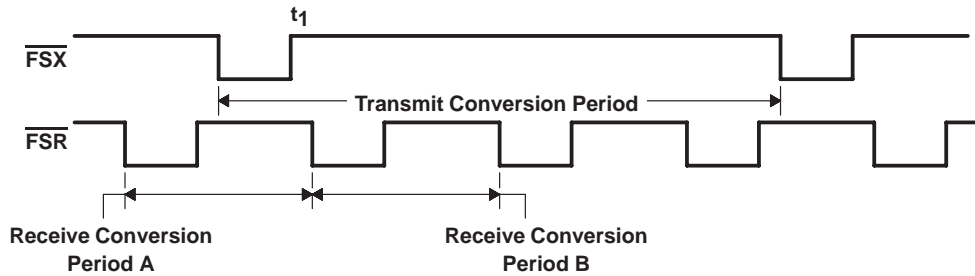 t1
FSX
Transmit Conversion Period
FSR
Receive Conversion
Period A
Receive Conversion
Period B